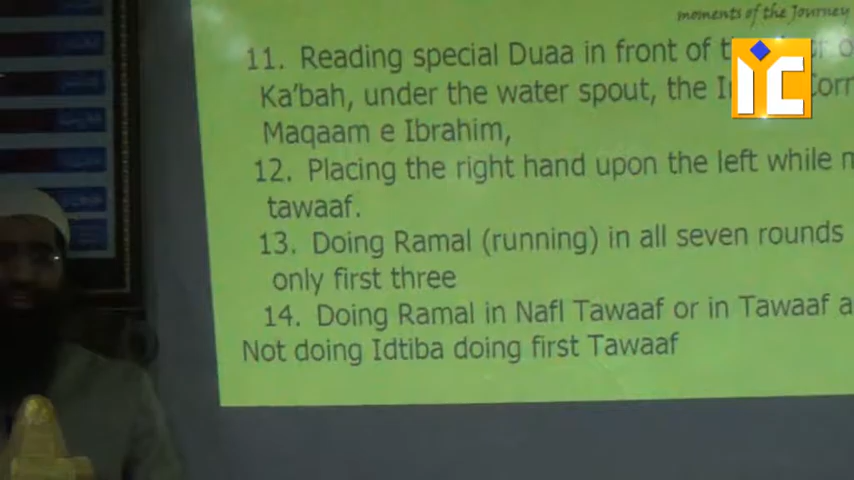 moments of the Journey
11. Reading special Duaa in front of
Ka'bah, under the water spout, the
Maqaam e Ibrahim,
12. Placing the right hand upon the left while
tawaaf.
13. Doing Ramal (running) in all seven rounds
only first three
14. Doing Ramal in Nafl Tawaaf or in Tawaaf
Not doing Idtiba doing first Tawaaf
iYC